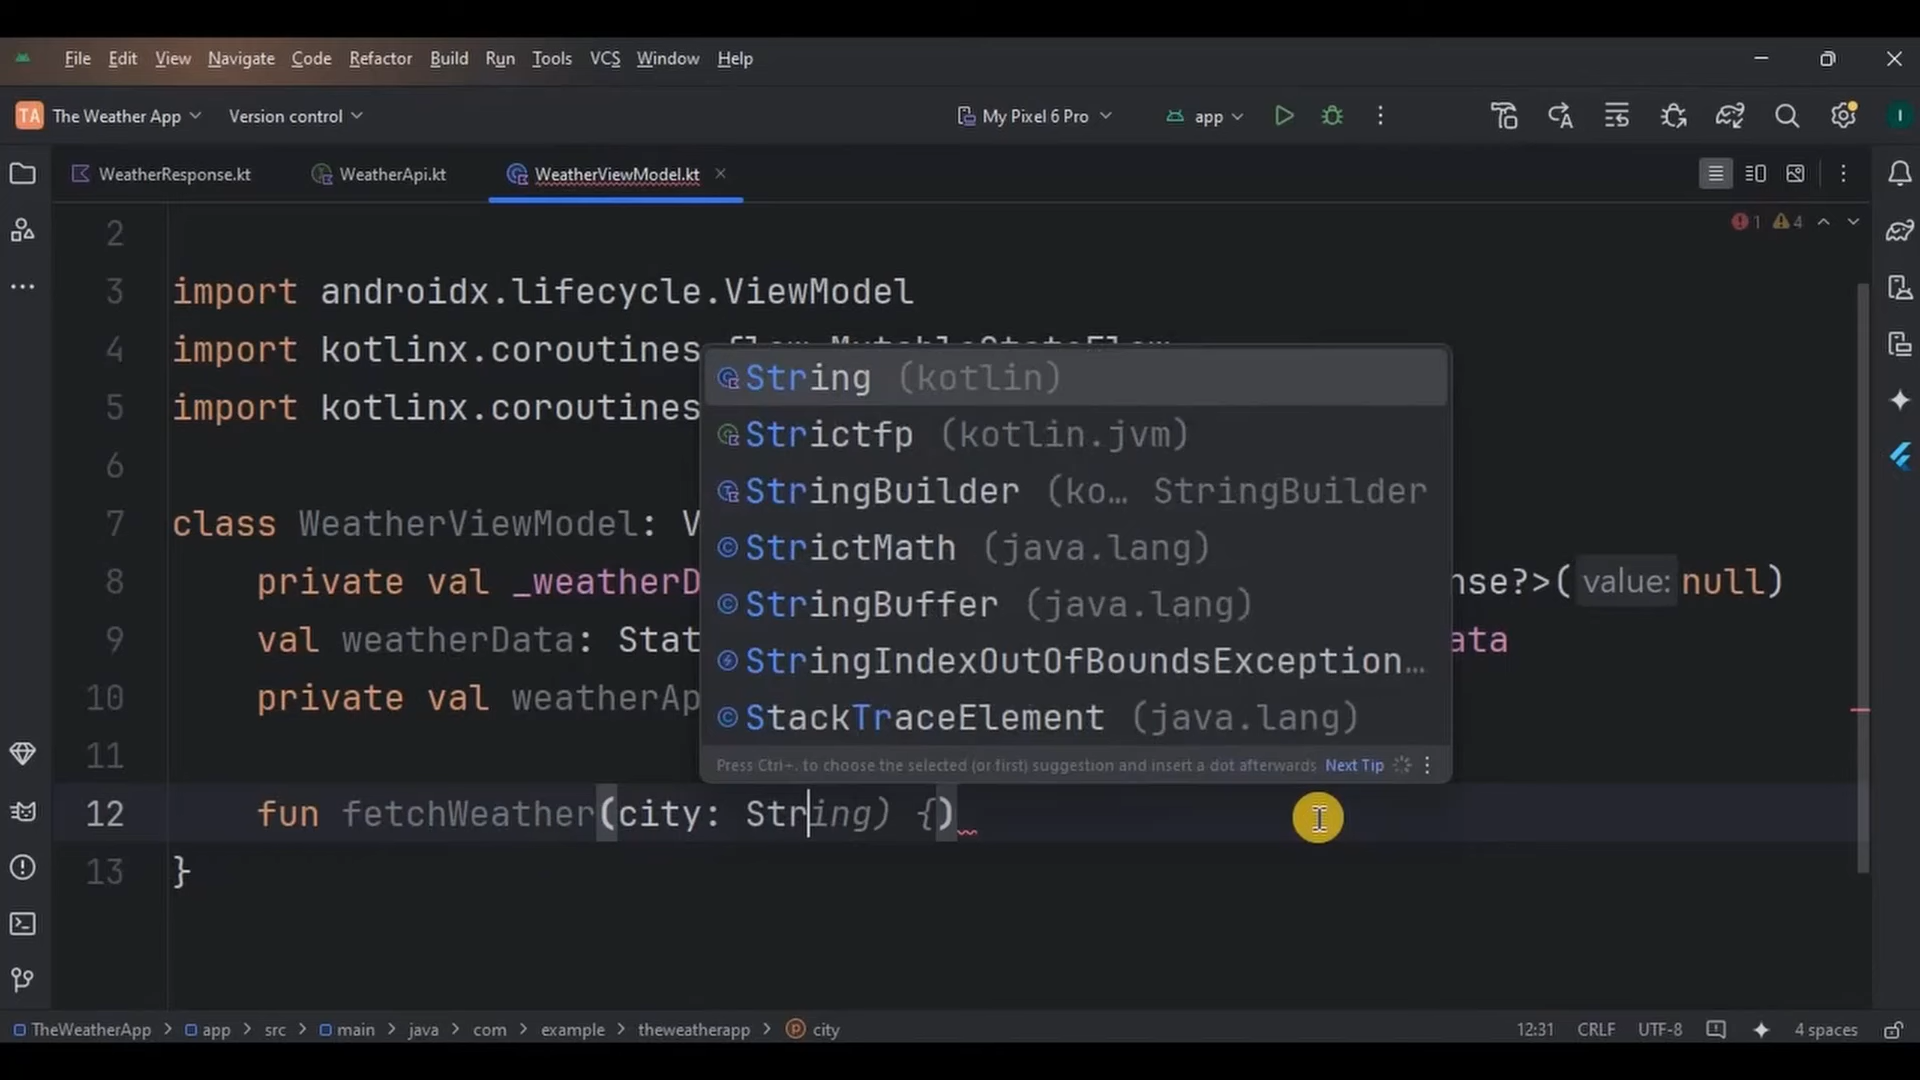 File Edit View Navigate Code Refactor Build Run Tools VCS Window Help
TA The Weather App Version control My Pixel 6 Pro app I
WeatherResponse.kt WeatherApi.kt WeatherViewModel.kt
1 4
2
3 import androidx.lifecycle.ViewModel
4 import kotlinx.coroutines.flow.MutableStateFlow
5 import kotlinx.coroutines
6
7 class WeatherViewModel: V
8 private val _weatherD nse?>(value: null)
9 val weatherData: Stat ata
10 private val weatherAp
11
12 fun fetchWeather(city: String) {)
13 }
String (kotlin)
Strictfp (kotlin.jvm)
StringBuilder (ko… StringBuilder
StrictMath (java.lang)
StringBuffer (java.lang)
StringIndexOutOfBoundsException…
StackTraceElement (java.lang)
Press Ctrl+. to choose the selected (or first) suggestion and insert a dot afterwards Next Tip
TheWeatherApp > app > src > main > java > com > example > theweatherapp > city 12:31 CRLF UTF-8 4 spaces